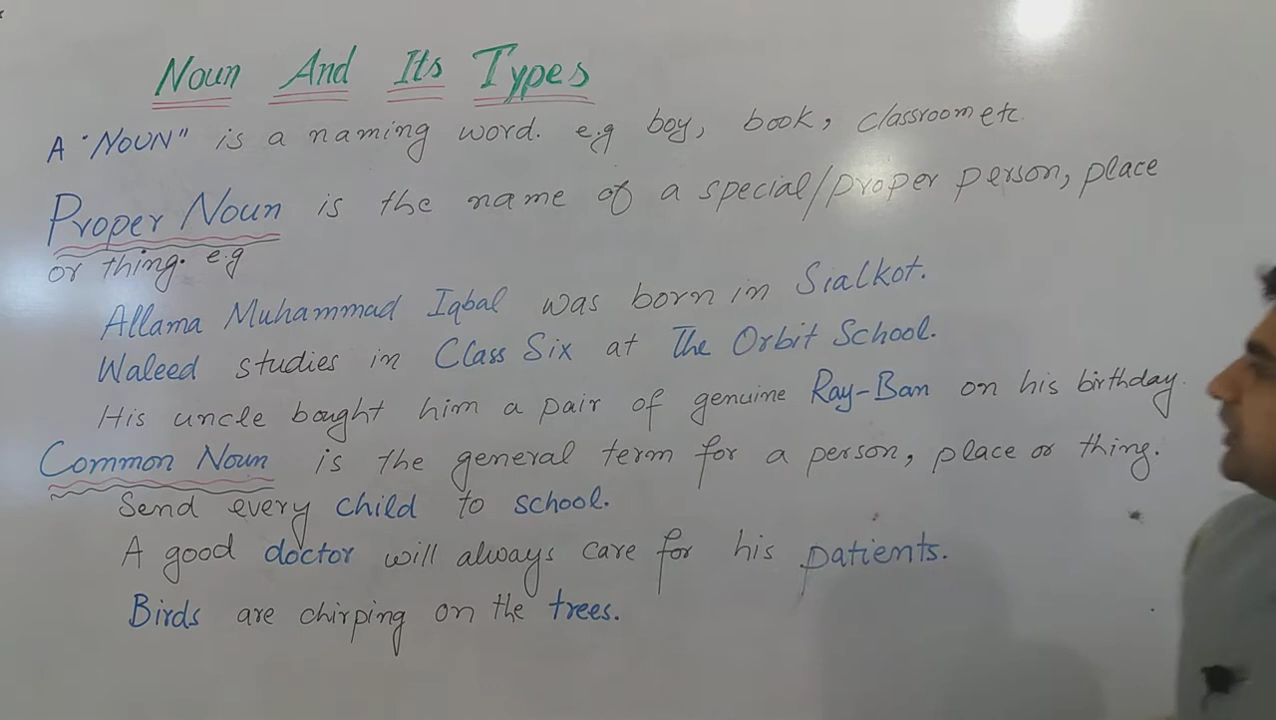 Noun And Its Types
A "NOUN" is a naming word. e.g boy, book, classroom etc.
Proper Noun is the name of a special/proper person, place
or thing. e.g
Allama Muhammad Iqbal was born in Sialkot.
Waleed studies in Class Six at The Orbit School.
His uncle bought him a pair of genuine Ray-Ban on his birthday.
Common Noun is the general term for a person, place or thing.
Send every child to school.
A good doctor will always care for his patients.
Birds are chirping on the trees.